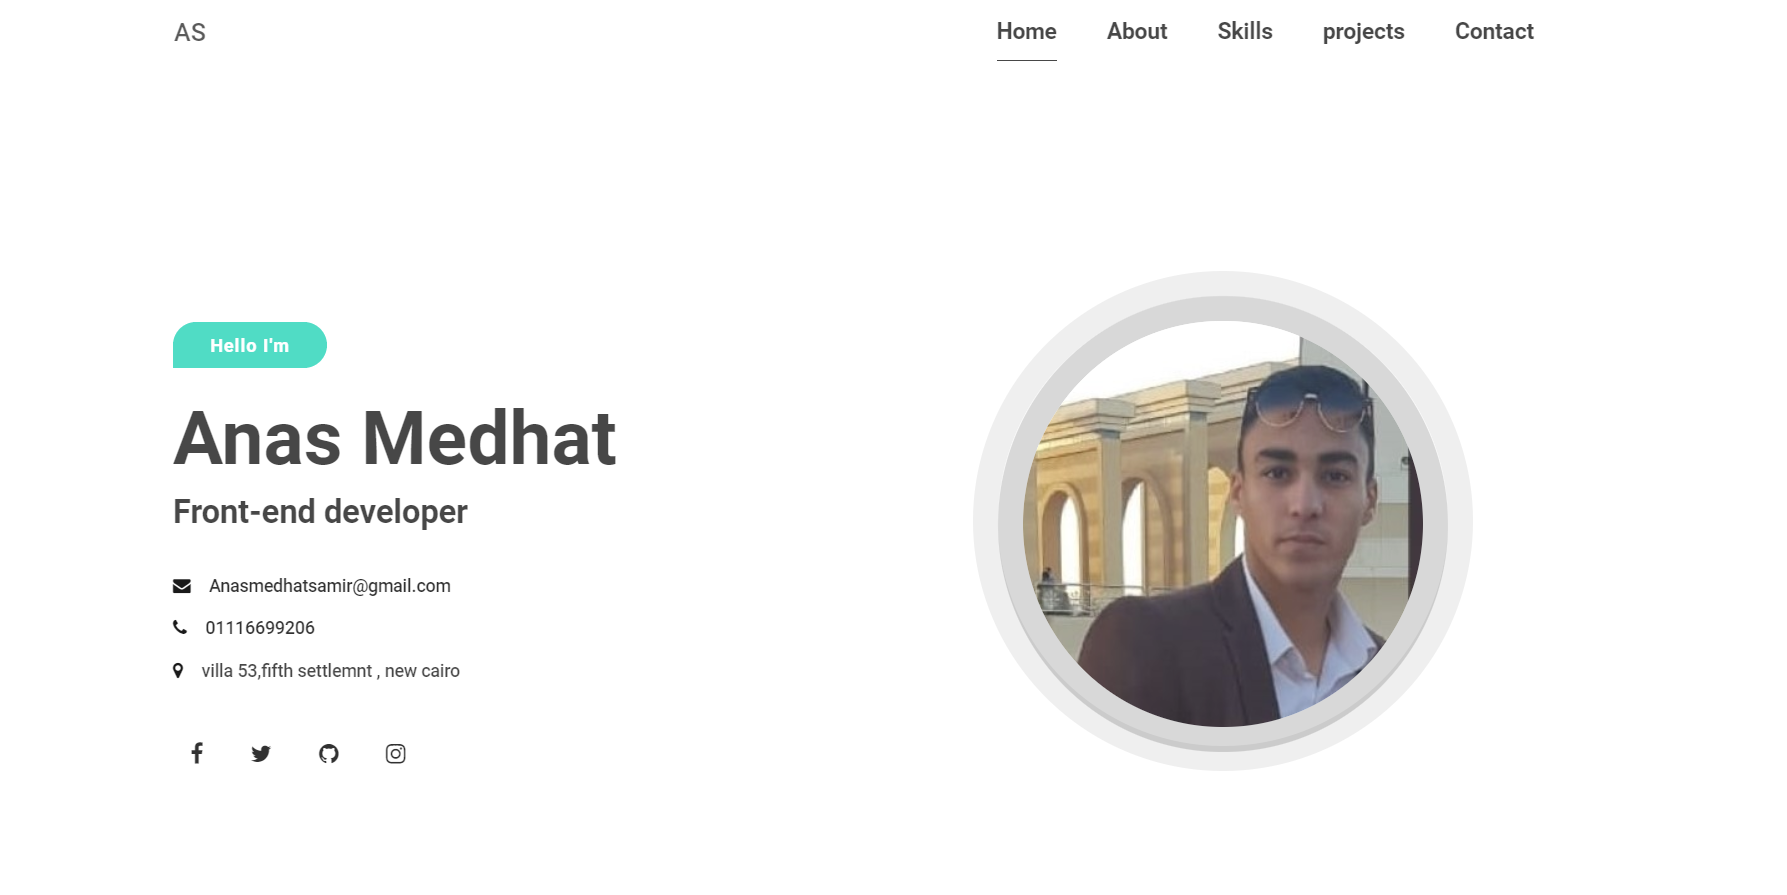 AS
Home About Skills projects Contact
Hello I'm
Anas Medhat
Front-end developer
Anasmedhatsamir@gmail.com
01116699206
villa 53,fifth settlemnt , new cairo